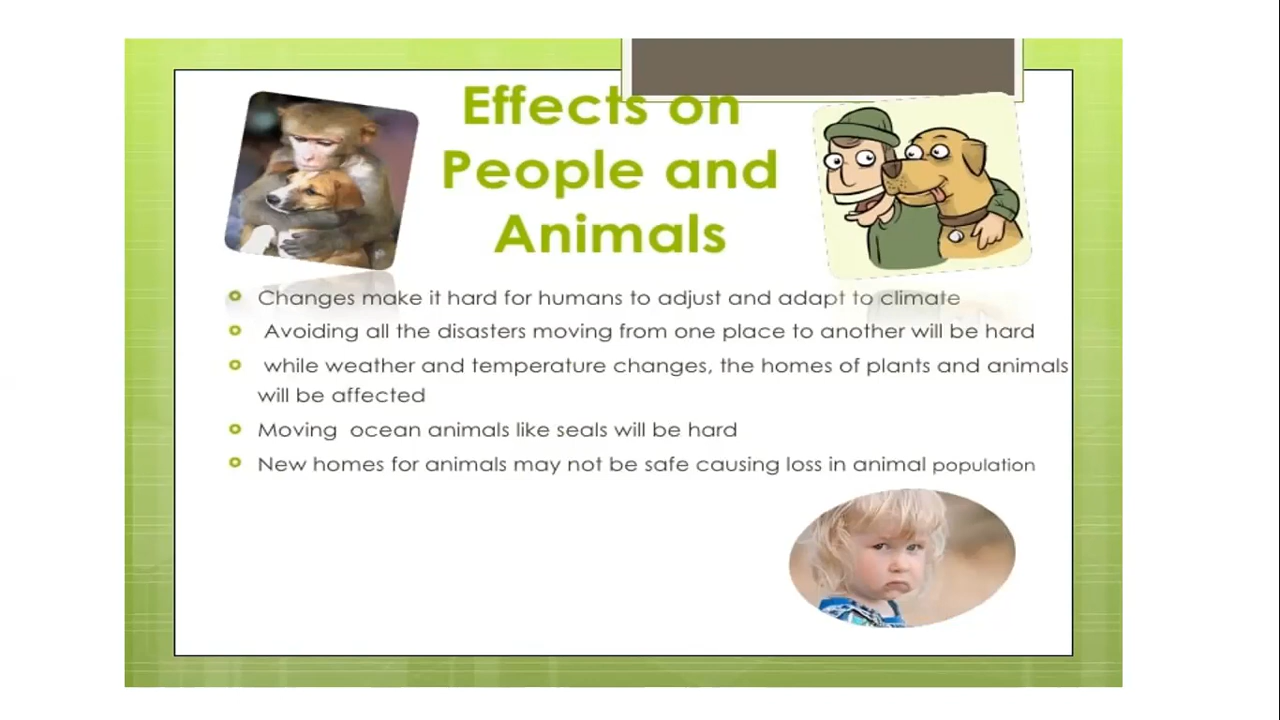 Effects on
People and
Animals
Changes make it hard for humans to adjust and adapt to climate
Avoiding all the disasters moving from one place to another will be hard
while weather and temperature changes, the homes of plants and animals
will be affected
Moving ocean animals like seals will be hard
New homes for animals may not be safe causing loss in animal population